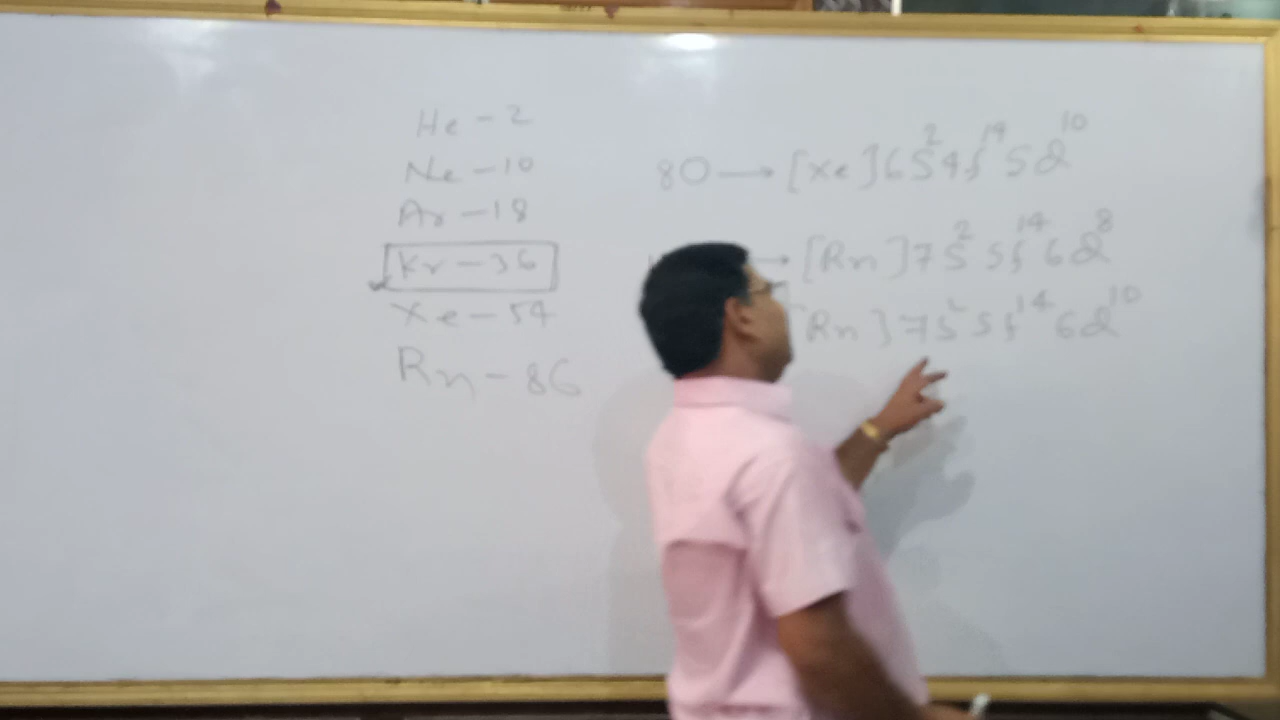 He - 2
Ne - 10
Ar - 18
Kr - 36
Xe - 54
Rn - 86
80 → [Xe] 6s² 4f¹⁴ 5d¹⁰
→ [Rn] 7s² 5f¹⁴ 6d⁸
[Rn] 7s² 5f¹⁴ 6d¹⁰